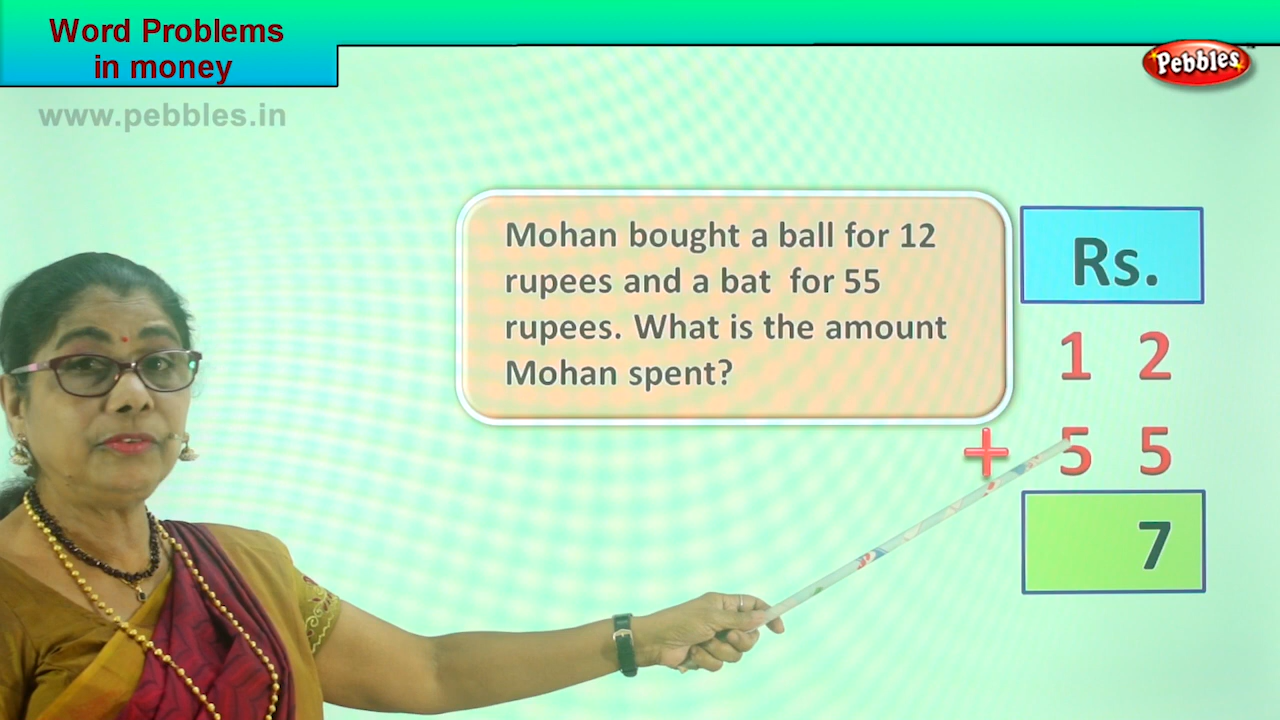 Word Problems
in money
www.pebbles.in
Pebbles
Mohan bought a ball for 12
rupees and a bat for 55
rupees. What is the amount
Mohan spent?
Rs.
1 2
+ 5 5
7